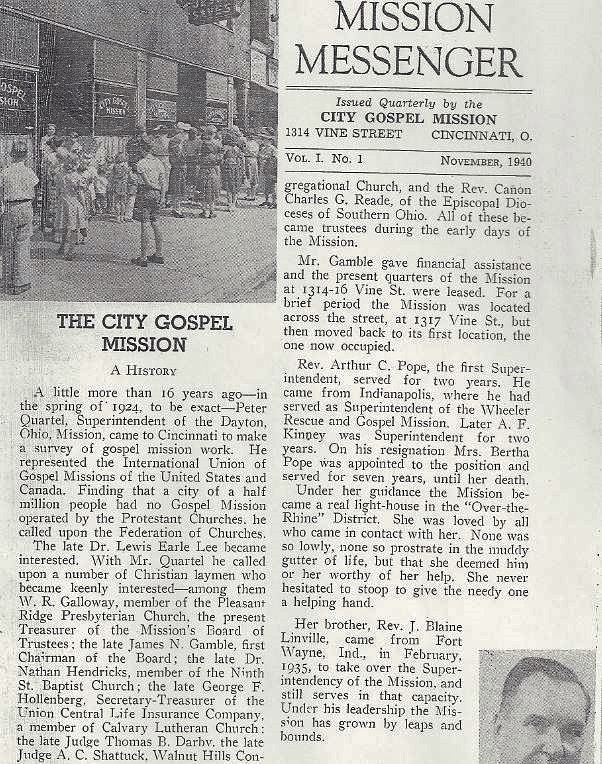 MISSION
MESSENGER
Issued Quarterly by the
CITY GOSPEL MISSION
1314 VINE STREET CINCINNATI, O.
VOL. I. No. 1 NOVEMBER, 1940
CITY GOSPEL
MISSION
OSPEL
SION
THE CITY GOSPEL
MISSION
A HISTORY
A little more than 16 years ago—in
the spring of 1924, to be exact—Peter
Quartel, Superintendent of the Dayton,
Ohio, Mission, came to Cincinnati to make
a survey of gospel mission work. He
represented the International Union of
Gospel Missions of the United States and
Canada. Finding that a city of a half
million people had no Gospel Mission
operated by the Protestant Churches, he
called upon the Federation of Churches.
The late Dr. Lewis Earle Lee became
interested. With Mr. Quartel he called
upon a number of Christian laymen who
became keenly interested—among them
W. R. Galloway, member of the Pleasant
Ridge Presbyterian Church, the present
Treasurer of the Mission's Board of
Trustees; the late James N. Gamble, first
Chairman of the Board; the late Dr.
Nathan Hendricks, member of the Ninth
St. Baptist Church; the late George F.
Hollenberg, Secretary-Treasurer of the
Union Central Life Insurance Company,
a member of Calvary Lutheran Church;
the late Judge Thomas B. Darby, the late
Judge A. C. Shattuck, Walnut Hills Con-
gregational Church, and the Rev. Canon
Charles G. Reade, of the Episcopal Dio-
ceses of Southern Ohio. All of these be-
came trustees during the early days of
the Mission.
Mr. Gamble gave financial assistance
and the present quarters of the Mission
at 1314-16 Vine St. were leased. For a
brief period the Mission was located
across the street, at 1317 Vine St., but
then moved back to its first location, the
one now occupied.
Rev. Arthur C. Pope, the first Super-
intendent, served for two years. He
came from Indianapolis, where he had
served as Superintendent of the Wheeler
Rescue and Gospel Mission. Later A. F.
Kinney was Superintendent for two
years. On his resignation Mrs. Bertha
Pope was appointed to the position and
served for seven years, until her death.
Under her guidance the Mission be-
came a real light-house in the "Over-the-
Rhine" District. She was loved by all
who came in contact with her. None was
so lowly, none so prostrate in the muddy
gutter of life, but that she deemed him
or her worthy of her help. She never
hesitated to stoop to give the needy one
a helping hand.
Her brother, Rev. J. Blaine
Linville, came from Fort
Wayne, Ind., in February,
1935, to take over the Super-
intendency of the Mission, and
still serves in that capacity.
Under his leadership the Mis-
sion has grown by leaps and
bounds.